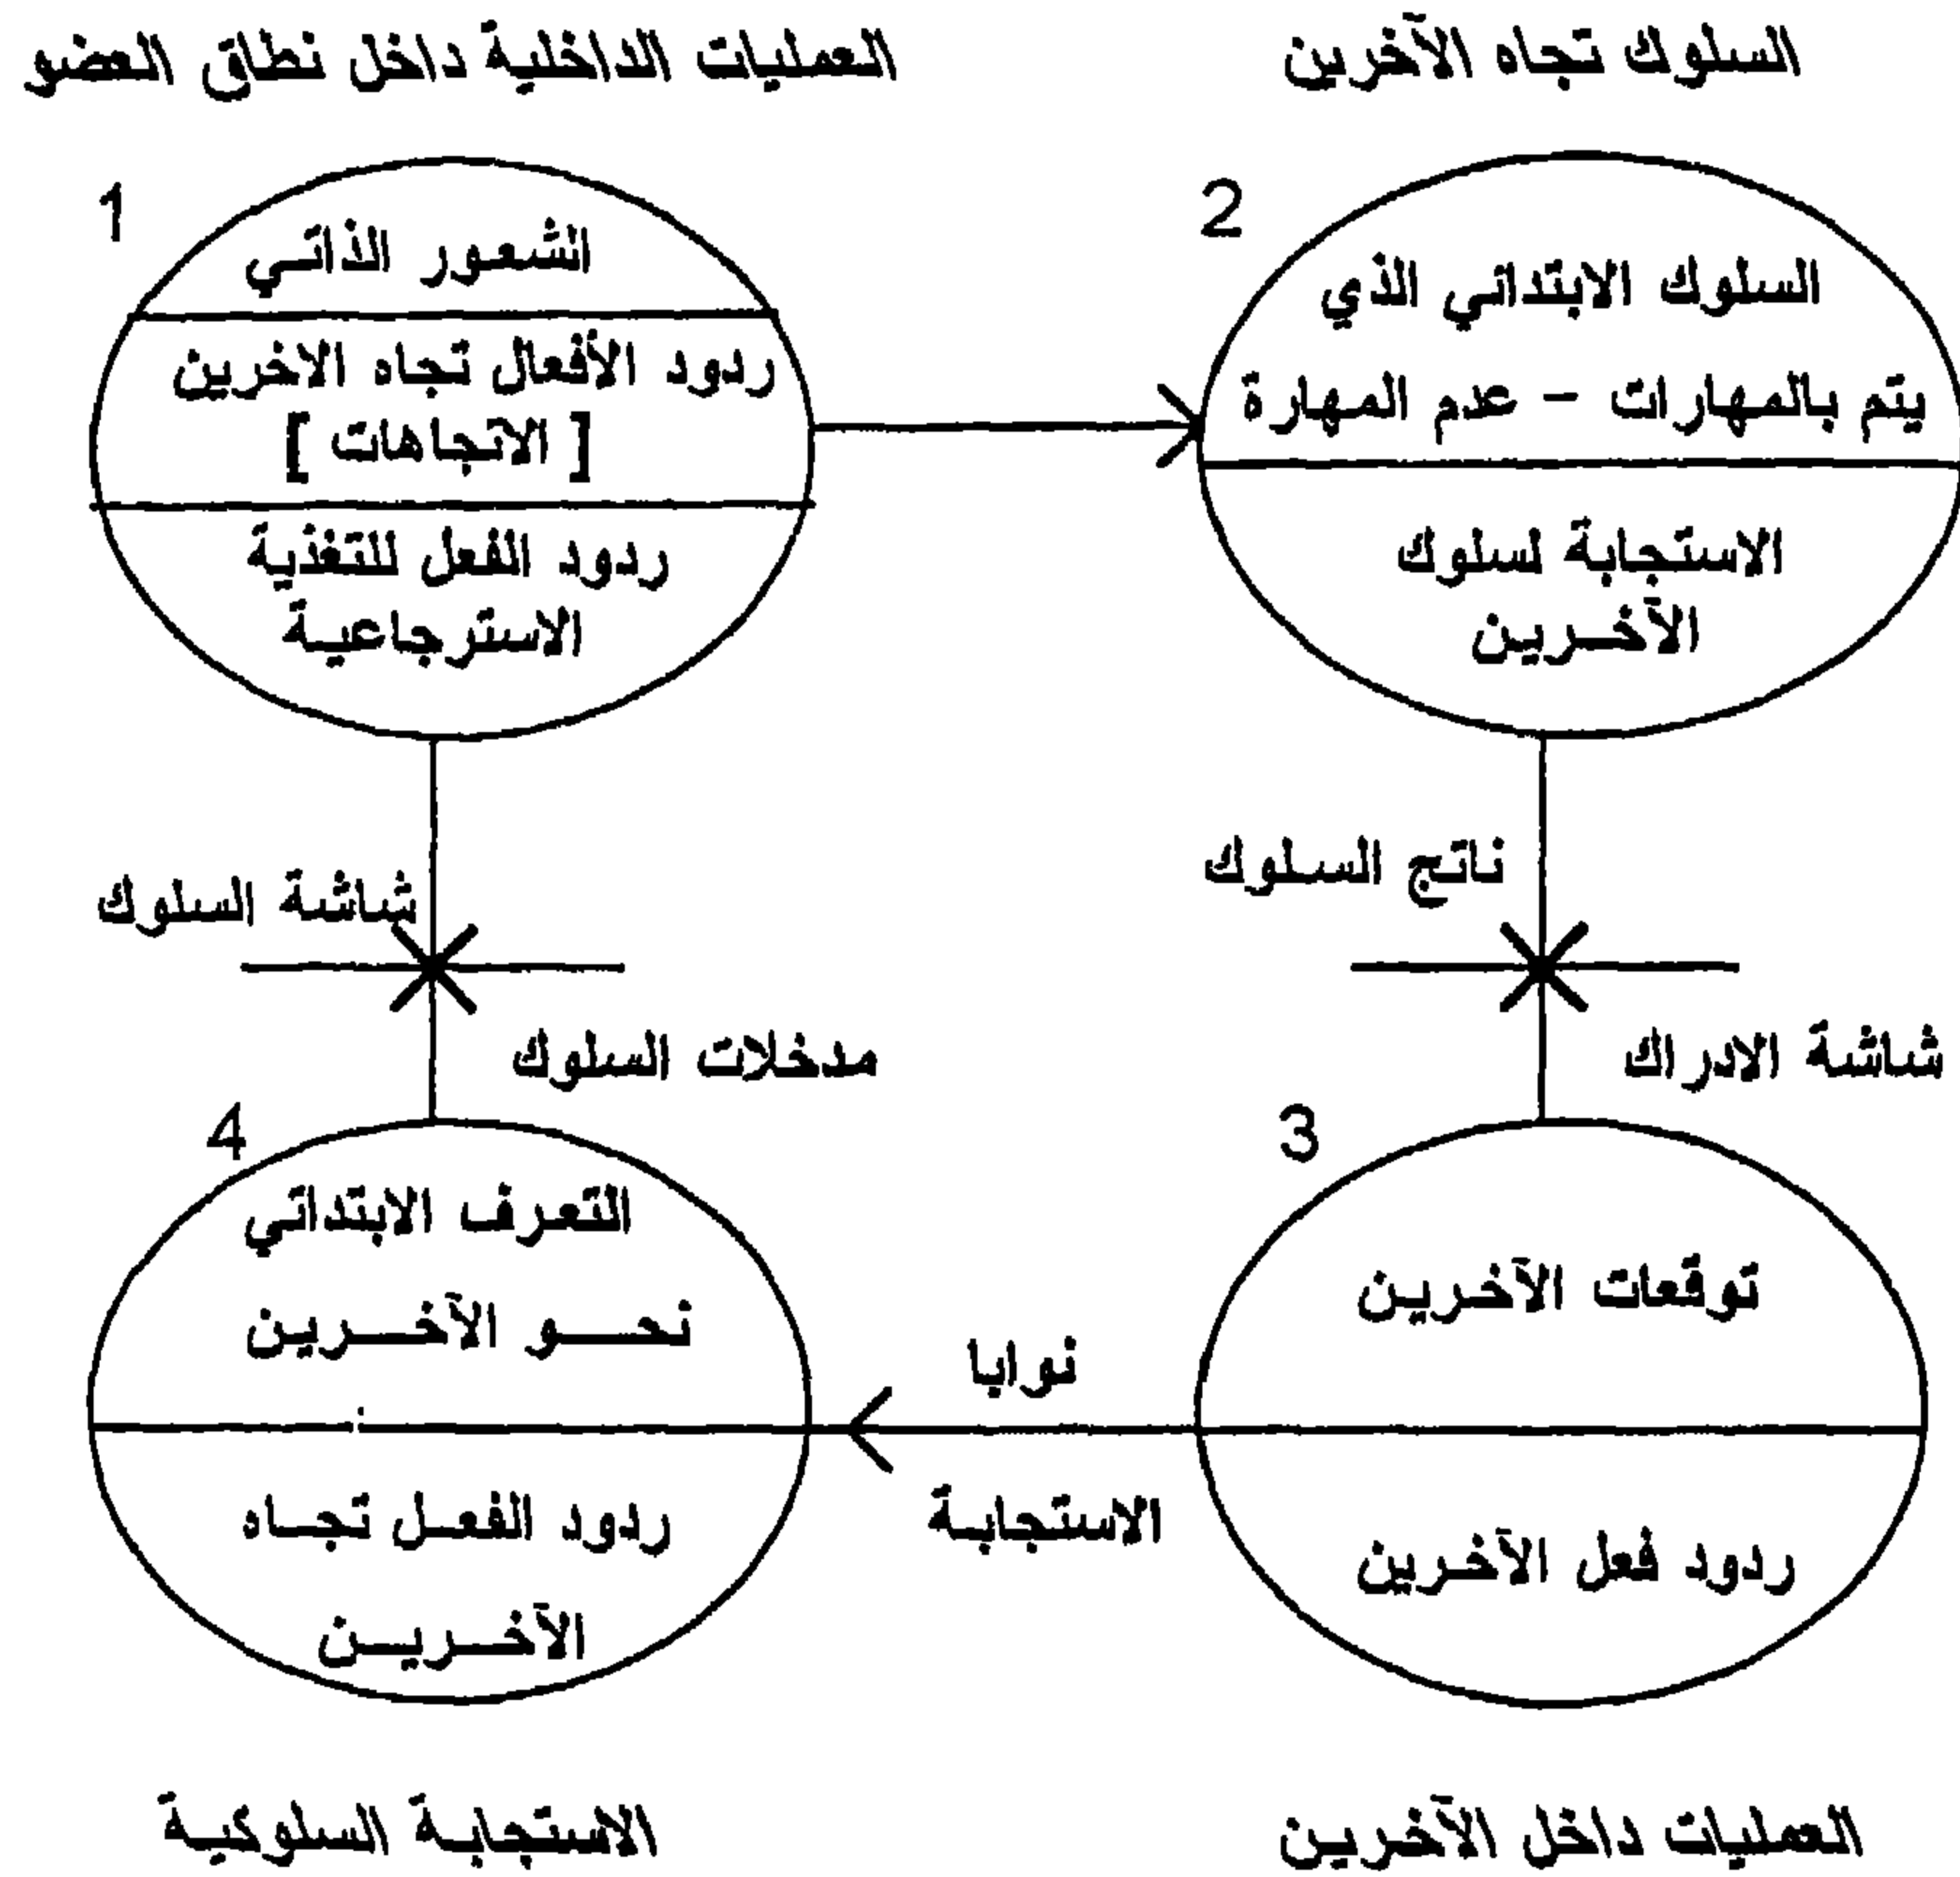 السلوك تجاه الآخرين
العمليات الداخلية داخل نطاق العضو
1
الشعور الذاتي
ردود الأفعال تجاه الاخرين
[ الاتجاهات ]
ردود الفعل للتغذية
الاسترجاعية
2
السلوك الابتدائي الذي
يتم بالمهارات - عدم المهارة
الاستجابة لسلوك
الآخرين
ناتج السلوك
شاشة الادراك
شاشة السلوك
مدخلات السلوك
3
توقعات الآخرين
ردود فعل الآخرين
نوايا
الاستجابة
4
التعرف الابتدائي
نحو الآخرين
ردود الفعل تجاه
الآخرين
العمليات داخل الآخرين
الاستجابة السلوكية